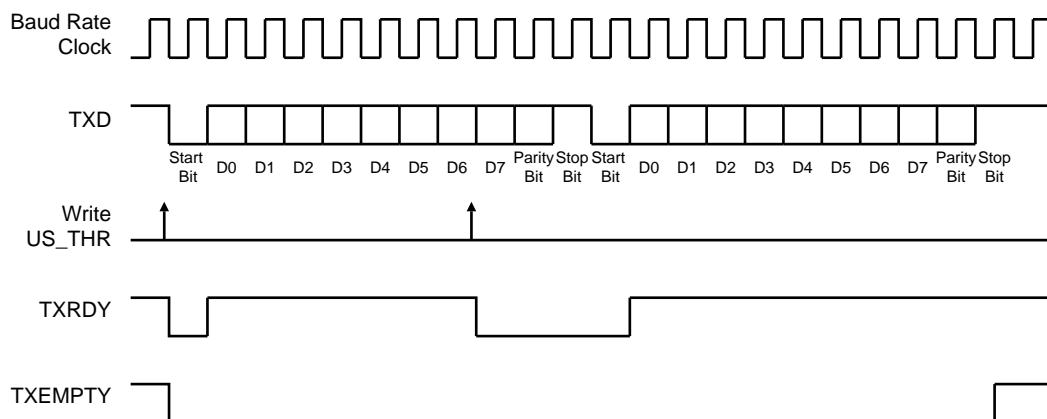 Baud Rate
Clock
TXD
Start
Bit
D0 D1 D2 D3 D4 D5 D6 D7
Parity
Bit
Stop
Bit
Start
Bit
D0 D1 D2 D3 D4 D5 D6 D7
Parity
Bit
Stop
Bit
Write
US_THR
TXRDY
TXEMPTY